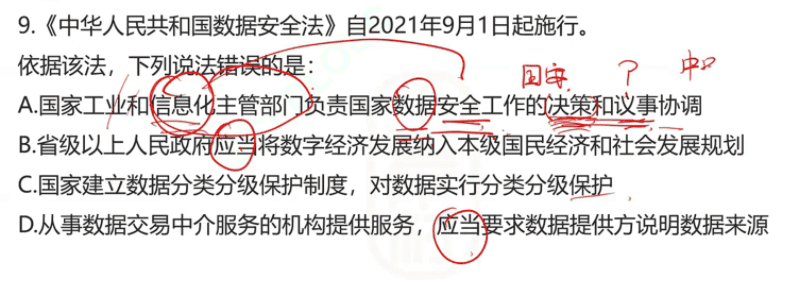 9.《中华人民共和国数据安全法》自2021年9月1日起施行。
依据该法，下列说法错误的是：
国安 ? 中
A.国家工业和信息化主管部门负责国家数据安全工作的决策和议事协调
B.省级以上人民政府应当将数字经济发展纳入本级国民经济和社会发展规划
C.国家建立数据分类分级保护制度，对数据实行分类分级保护
D.从事数据交易中介服务的机构提供服务，应当要求数据提供方说明数据来源